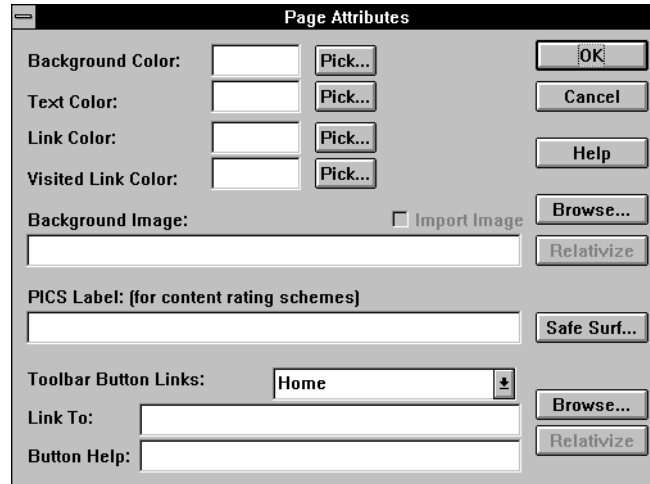 Page Attributes
Background Color: Pick... OK
Text Color: Pick... Cancel
Link Color: Pick...
Help
Visited Link Color: Pick...
Background Image: Import Image Browse...
Relativize
PICS Label: (for content rating schemes)
Safe Surf...
Toolbar Button Links: Home
Link To: Browse...
Button Help: Relativize